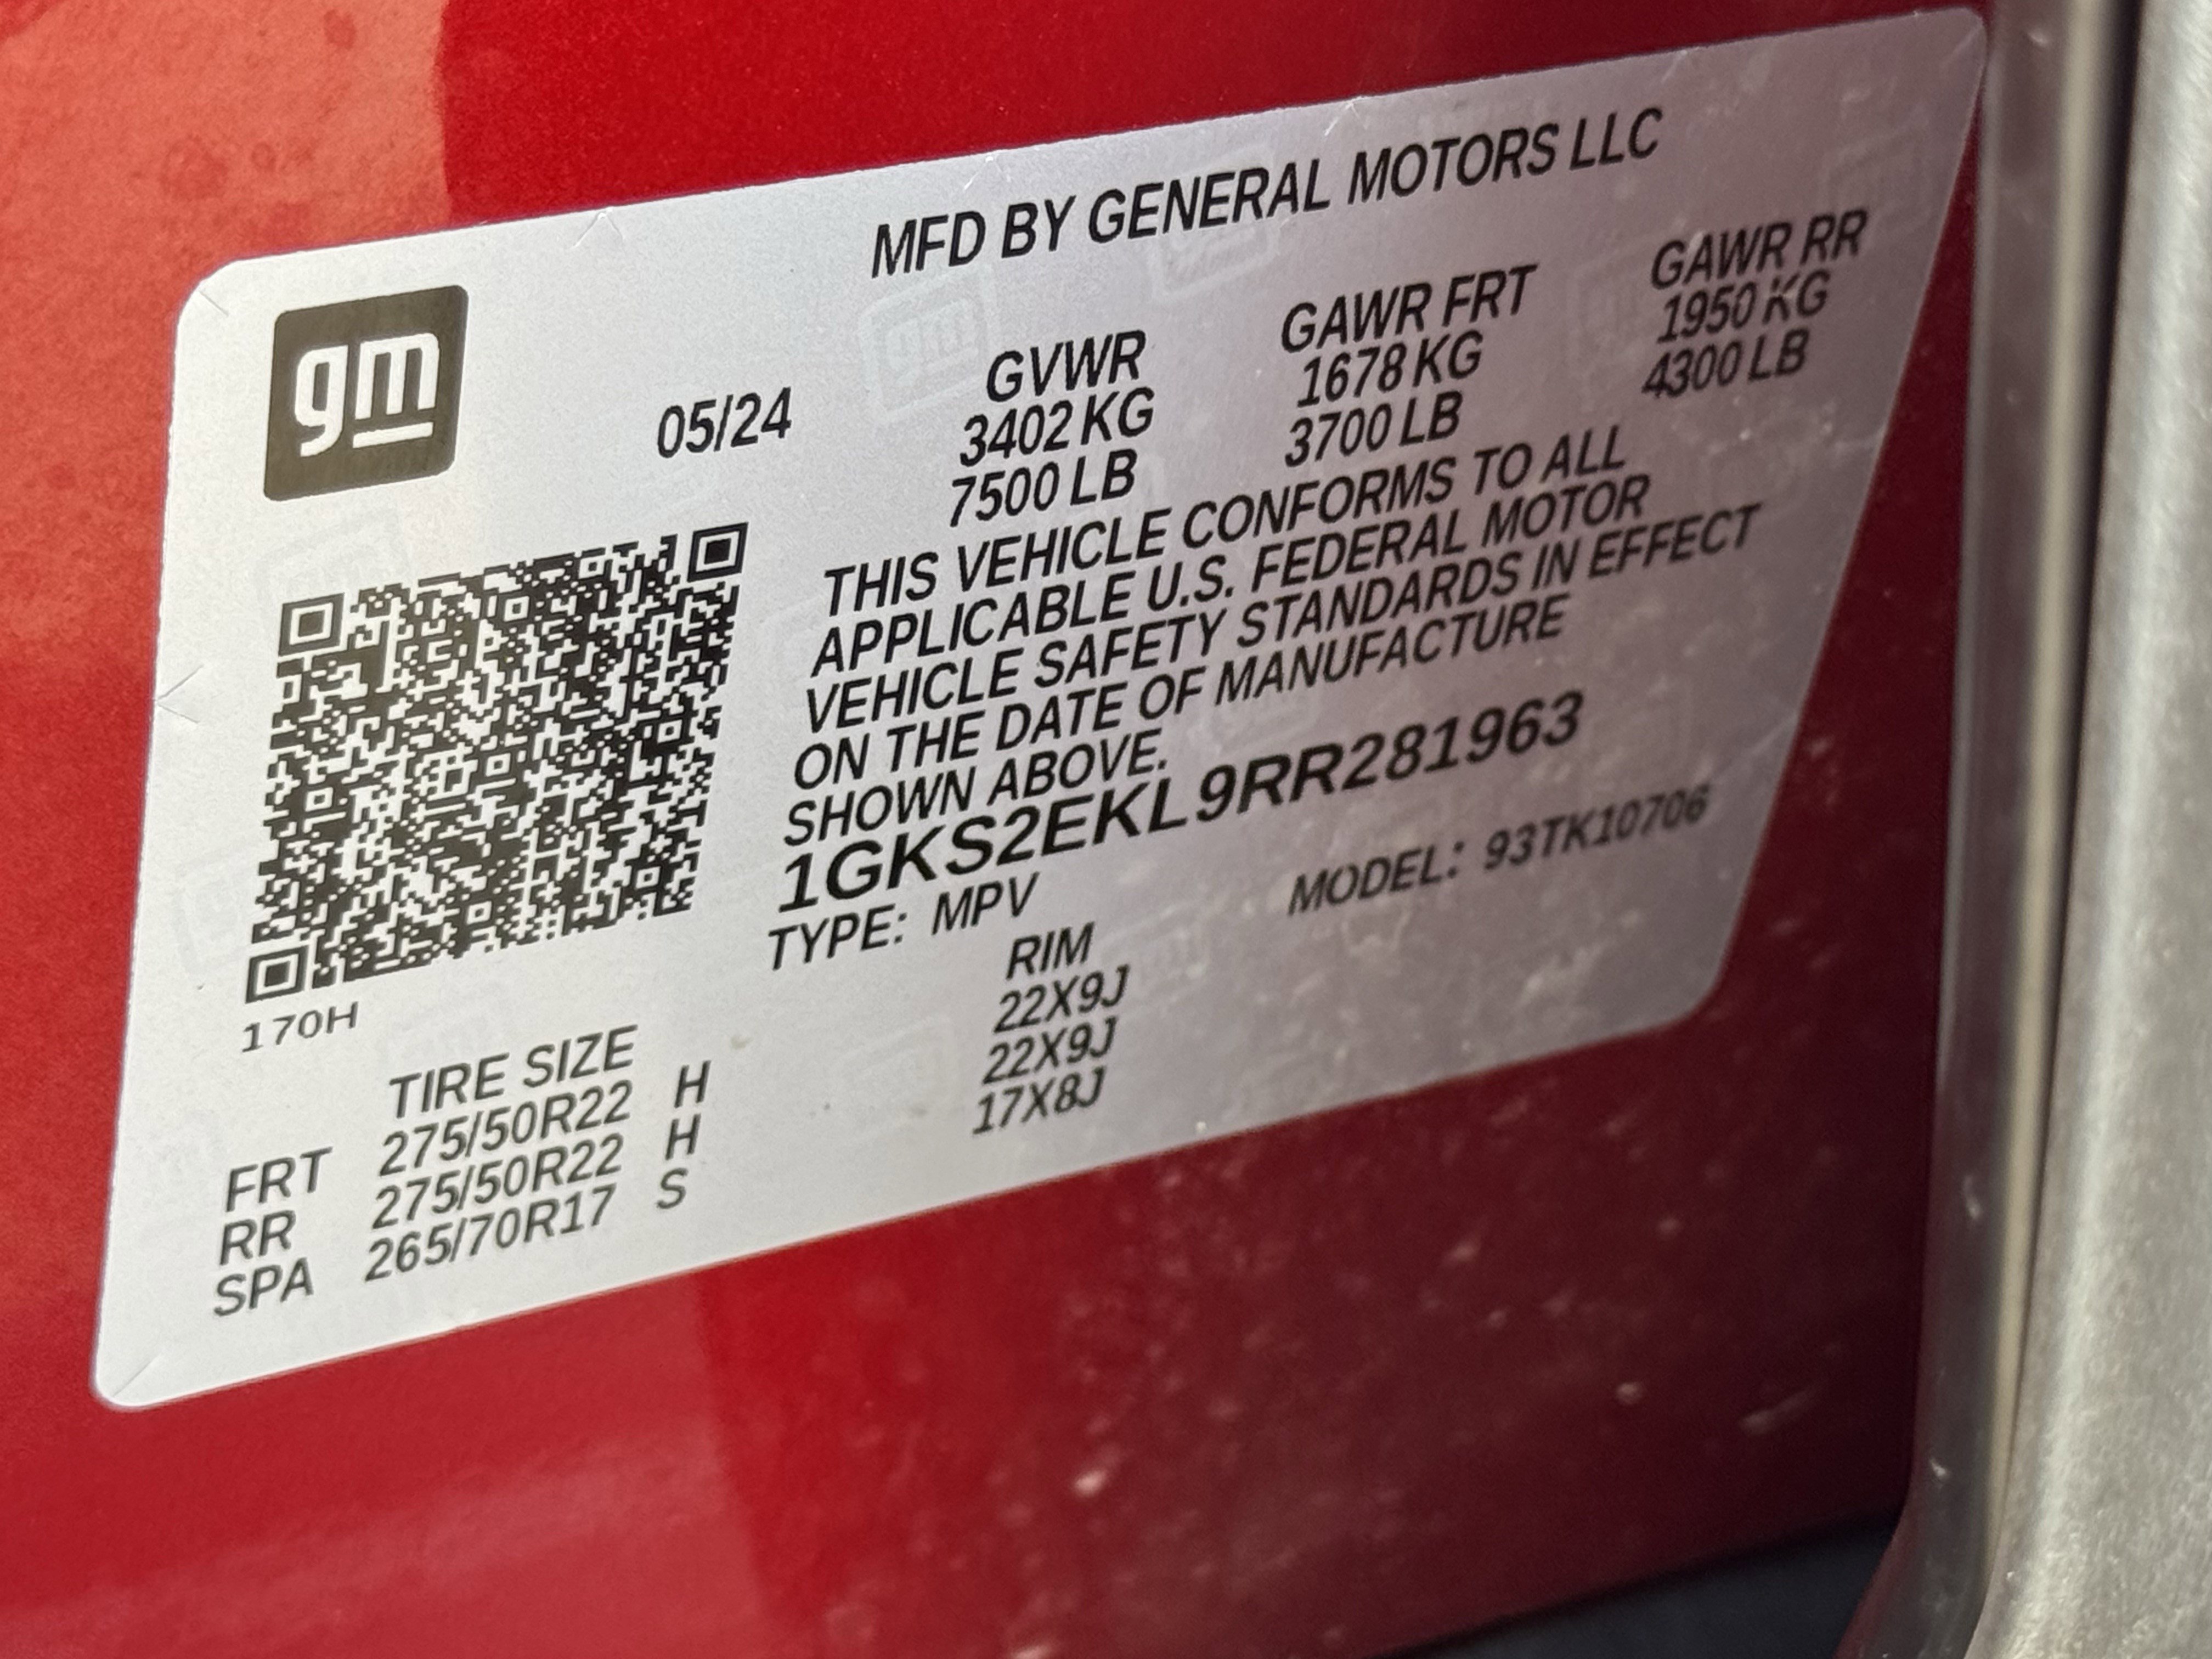 MFD BY GENERAL MOTORS LLC
gm
05/24
GVWR GAWR FRT GAWR RR
3402 KG 1678 KG 1950 KG
7500 LB 3700 LB 4300 LB
THIS VEHICLE CONFORMS TO ALL
APPLICABLE U.S. FEDERAL MOTOR
VEHICLE SAFETY STANDARDS IN EFFECT
ON THE DATE OF MANUFACTURE
SHOWN ABOVE.
1GKS2EKL9RR281963
TYPE: MPV MODEL: 93TK10706
170H
TIRE SIZE RIM
FRT 275/50R22 H 22X9J
RR 275/50R22 H 22X9J
SPA 265/70R17 S 17X8J